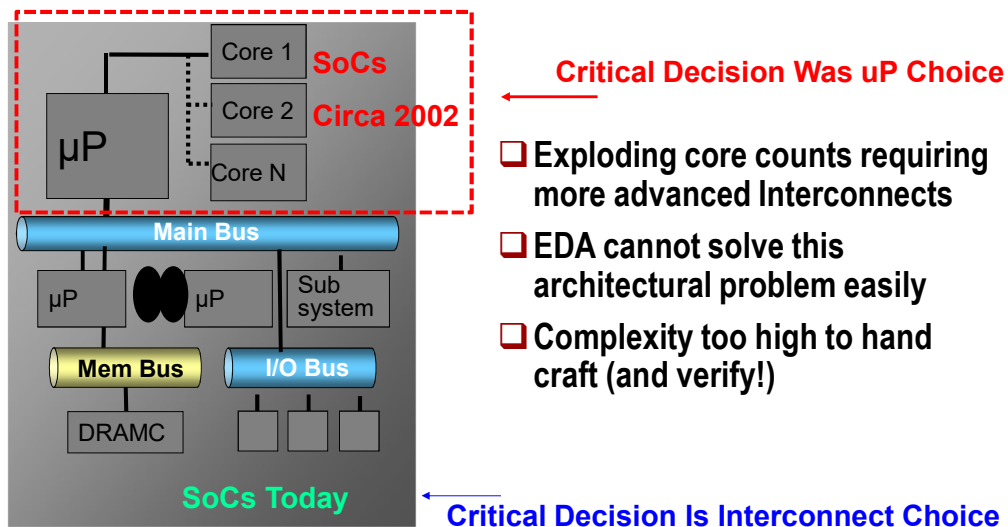 Core 1
SoCs
Core 2
Circa 2002
Core N
µP
Main Bus
µP
µP
Sub
system
Mem Bus
I/O Bus
DRAMC
SoCs Today
Critical Decision Was uP Choice
Exploding core counts requiring
more advanced Interconnects
EDA cannot solve this
architectural problem easily
Complexity too high to hand
craft (and verify!)
Critical Decision Is Interconnect Choice